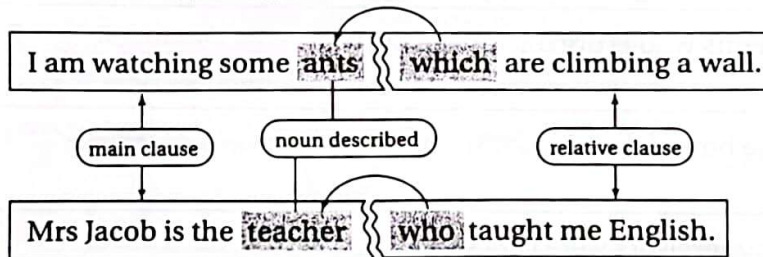 I am watching some ants which are climbing a wall.
main clause
noun described
relative clause
Mrs Jacob is the teacher who taught me English.